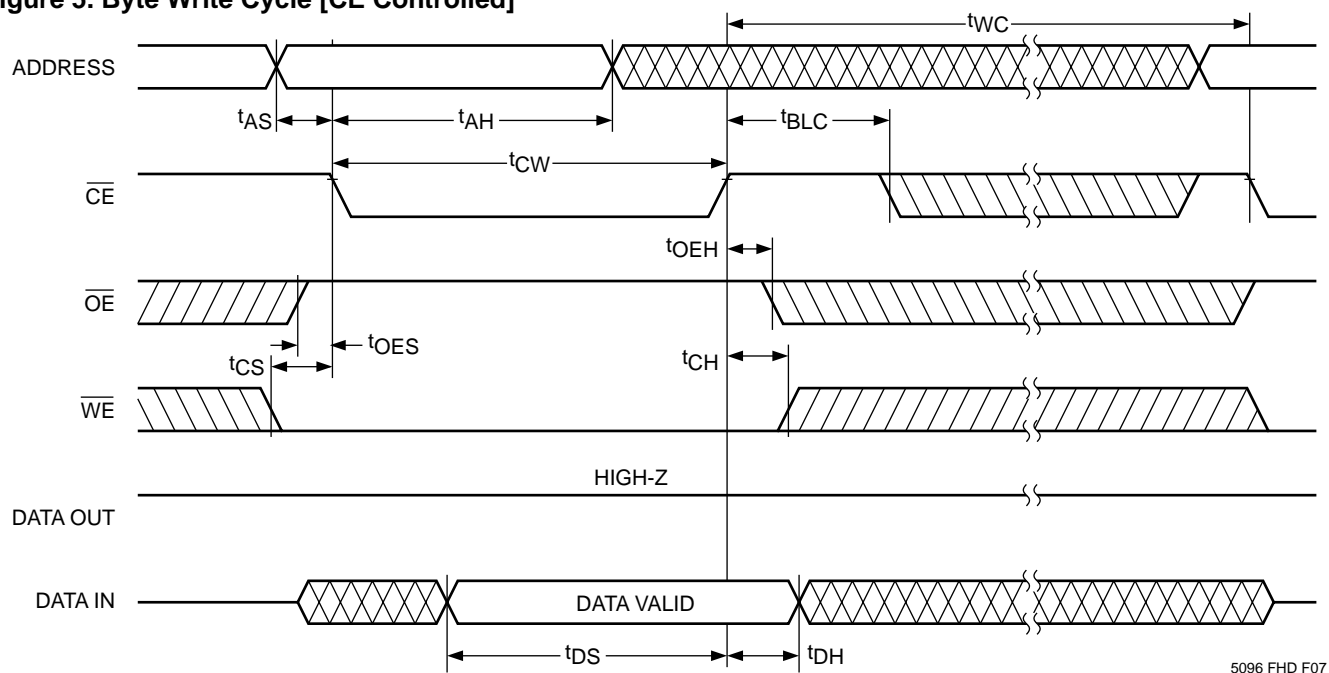 igure 5. Byte Write Cycle [CE Controlled]
tWC
ADDRESS
tAS
tAH
tBLC
tCW
CE
tOEH
OE
tOES
tCS
tCH
WE
HIGH-Z
DATA OUT
DATA IN
DATA VALID
tDS
tDH
5096 FHD F07